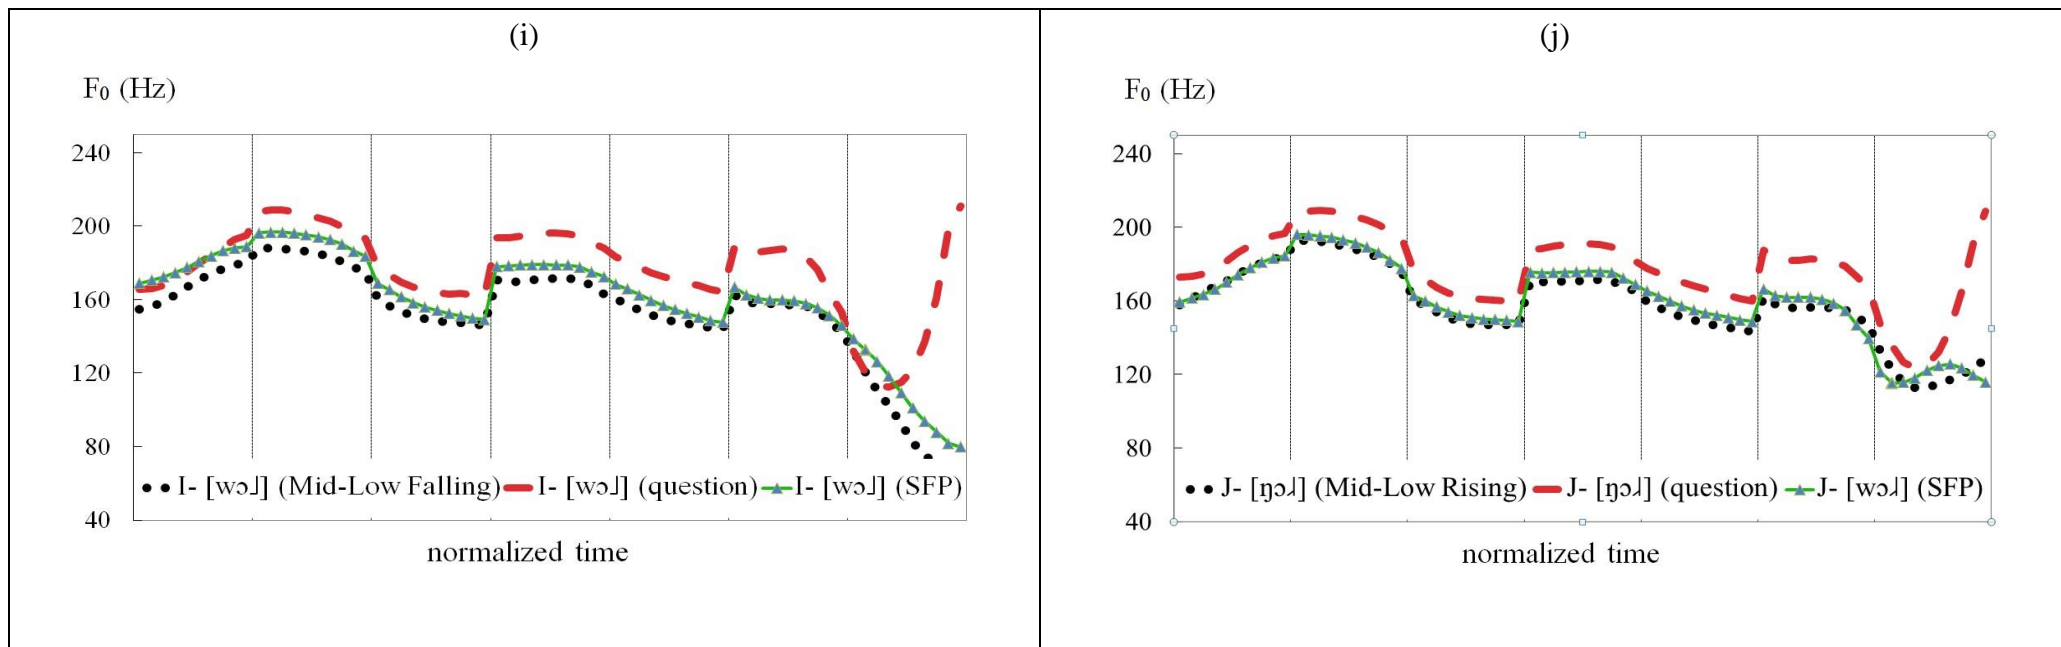 (i)
F₀ (Hz)
240
200
160
120
80
40
I- [wɔ˩] (Mid-Low Falling) I- [wɔ˩] (question) I- [wɔ˩] (SFP)
normalized time
(j)
F₀ (Hz)
240
200
160
120
80
40
J- [ŋɔ˩˧] (Mid-Low Rising) J- [ŋɔ˩˧] (question) J- [wɔ˩˧] (SFP)
normalized time